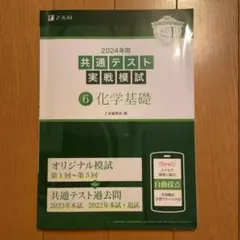 Z-KAI
2024年用
共通テスト
実戦模試
6 化学基礎
Z会編集部 編
オリジナル模試
第1回~第5回
共通テスト過去問
2023年本試 2022年本試・追試
New!
自動採点